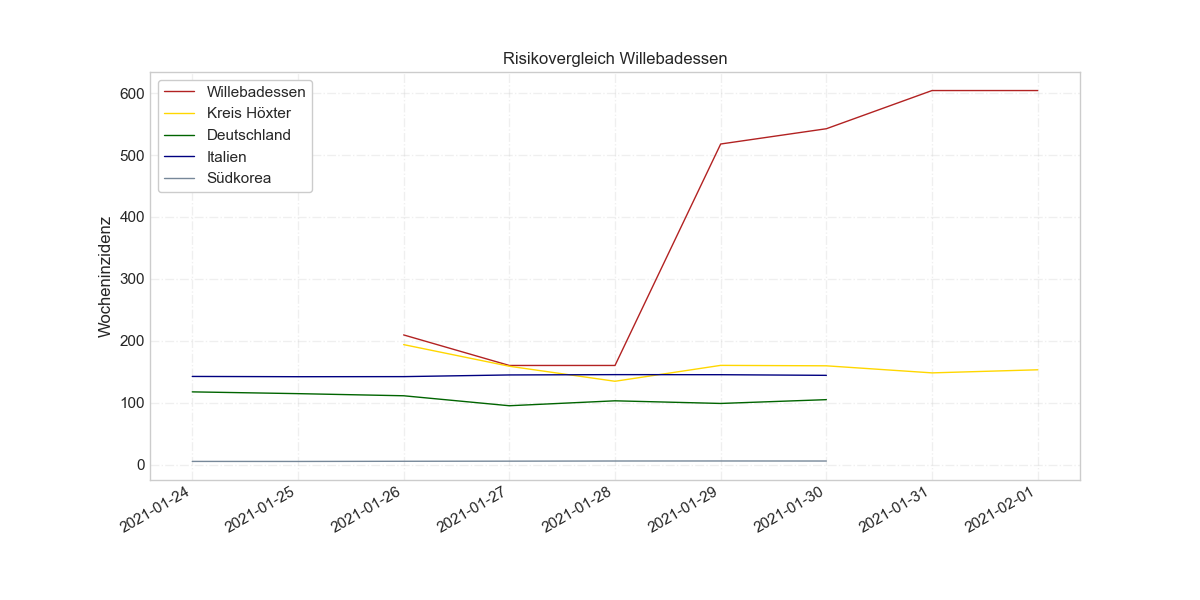 Risikovergleich Willebadessen
Willebadessen
Kreis Höxter
Deutschland
Italien
Südkorea
Wocheninzidenz
600
500
400
300
200
100
0
2021-01-24
2021-01-25
2021-01-26
2021-01-27
2021-01-28
2021-01-29
2021-01-30
2021-01-31
2021-02-01